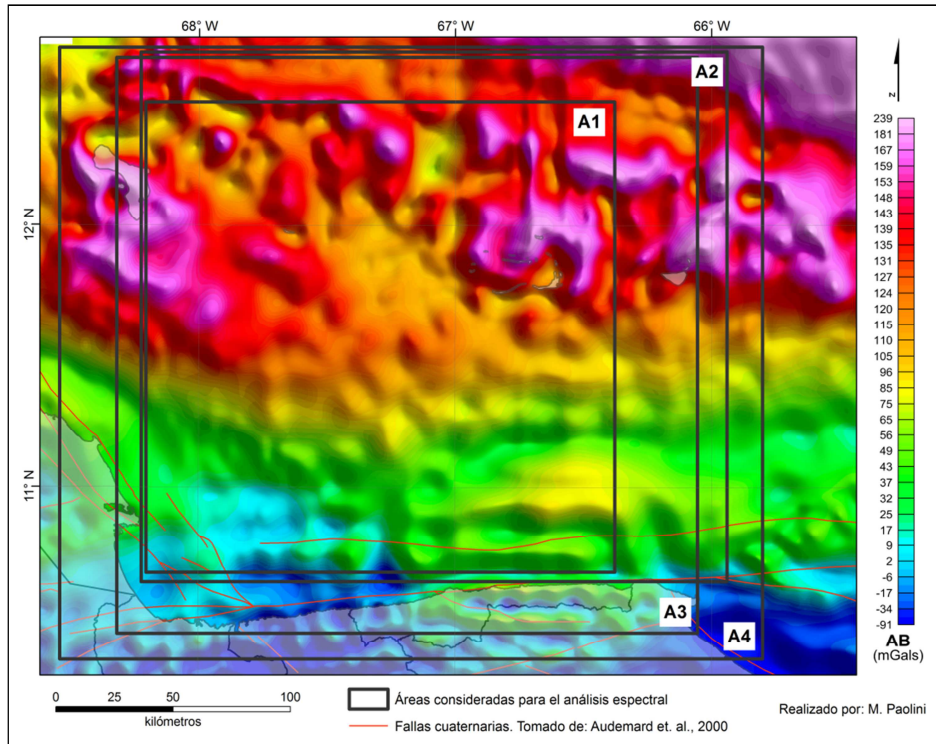 68° W
67° W
66° W
12° N
11° N
A1
A2
A3
A4
z
239
181
167
159
153
148
143
139
135
131
127
124
120
115
110
105
96
85
75
65
56
49
43
37
32
25
17
9
2
-6
-17
-34
-91
AB
(mGals)
0
25
50
100
kilómetros
Áreas consideradas para el análisis espectral
Fallas cuaternarias. Tomado de: Audemard et. al., 2000
Realizado por: M. Paolini